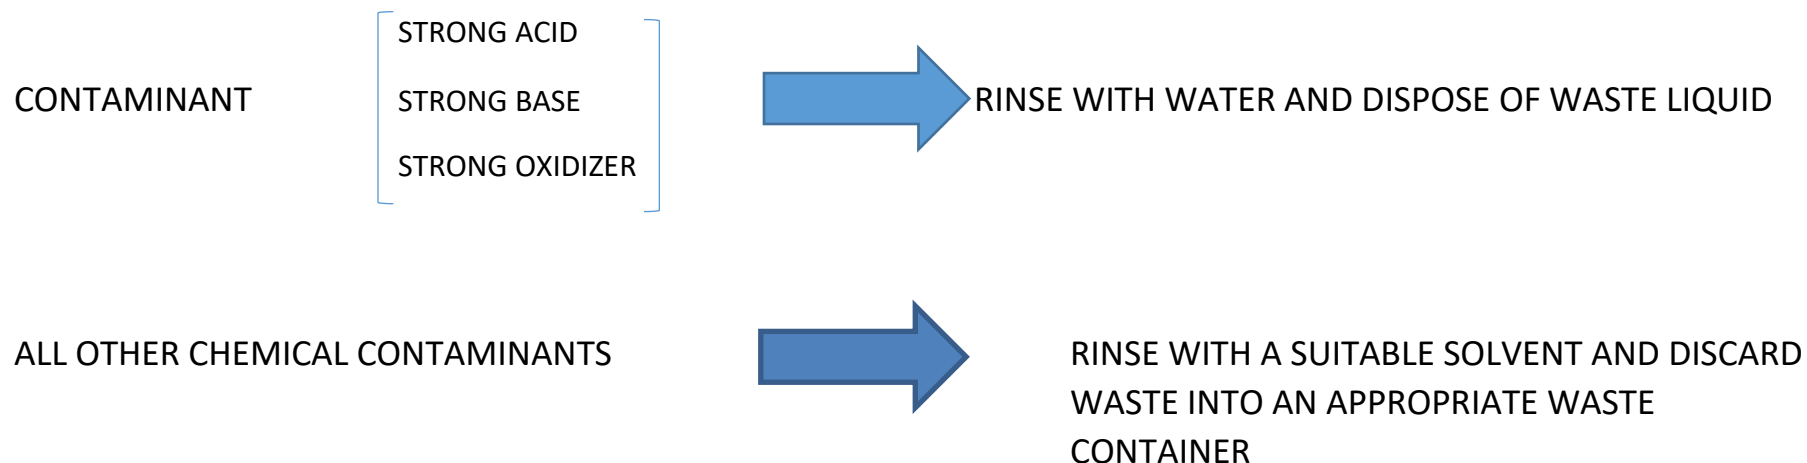 STRONG ACID
CONTAMINANT
STRONG BASE
STRONG OXIDIZER
RINSE WITH WATER AND DISPOSE OF WASTE LIQUID
ALL OTHER CHEMICAL CONTAMINANTS
RINSE WITH A SUITABLE SOLVENT AND DISCARD
WASTE INTO AN APPROPRIATE WASTE
CONTAINER